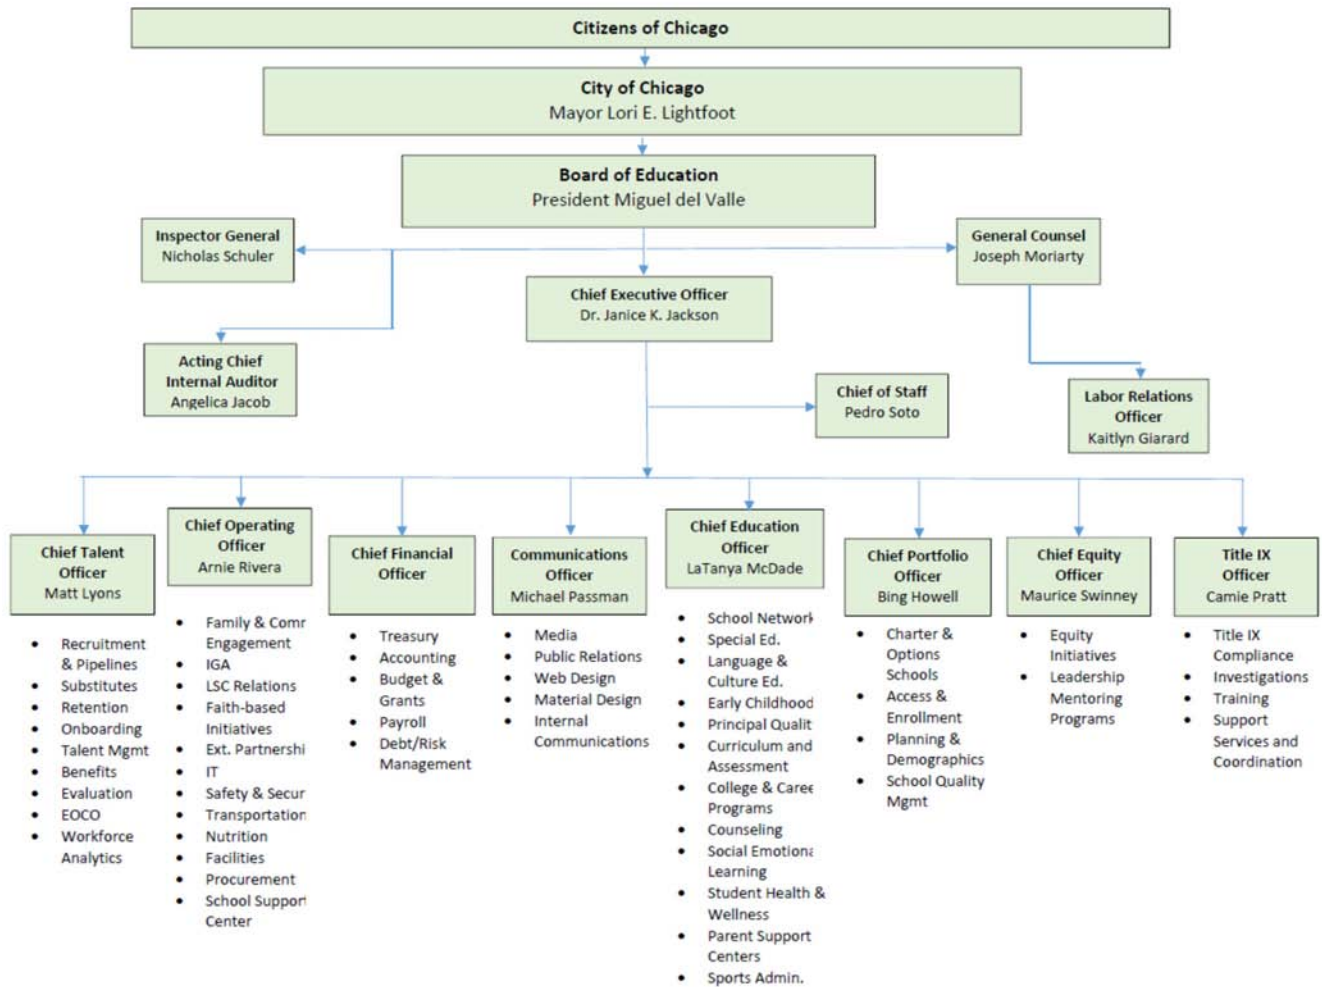 Citizens of Chicago
City of Chicago
Mayor Lori E. Lightfoot
Board of Education
President Miguel del Valle
Inspector General
Nicholas Schuler
General Counsel
Joseph Moriarty
Chief Executive Officer
Dr. Janice K. Jackson
Acting Chief
Internal Auditor
Angelica Jacob
Chief of Staff
Pedro Soto
Labor Relations
Officer
Kaitlyn Giarard
Chief Talent
Officer
Matt Lyons
• Recruitment
& Pipelines
• Substitutes
• Retention
• Onboarding
• Talent Mgmt
• Benefits
• Evaluation
• EOCO
• Workforce
Analytics
Chief Operating
Officer
Arnie Rivera
• Family & Comr
Engagement
• IGA
• LSC Relations
• Faith-based
Initiatives
• Ext. Partnershi
• IT
• Safety & Secur
• Transportation
• Nutrition
• Facilities
• Procurement
• School Support
Center
Chief Financial
Officer
• Treasury
• Accounting
• Budget &
Grants
• Payroll
• Debt/Risk
Management
Communications
Officer
Michael Passman
• Media
• Public Relations
• Web Design
• Material Design
• Internal
Communications
Chief Education
Officer
LaTanya McDade
• School Network
• Special Ed.
• Language &
Culture Ed.
• Early Childhood
• Principal Qualit
• Curriculum and
Assessment
• College & Caree
Programs
• Counseling
• Social Emotiona
Learning
• Student Health &
Wellness
• Parent Support
Centers
• Sports Admin.
Chief Portfolio
Officer
Bing Howell
• Charter &
Options
Schools
• Access &
Enrollment
• Planning &
Demographics
• School Quality
Mgmt
Chief Equity
Officer
Maurice Swinney
• Equity
Initiatives
• Leadership
Mentoring
Programs
Title IX
Officer
Camie Pratt
• Title IX
Compliance
• Investigations
• Training
• Support
Services and
Coordination